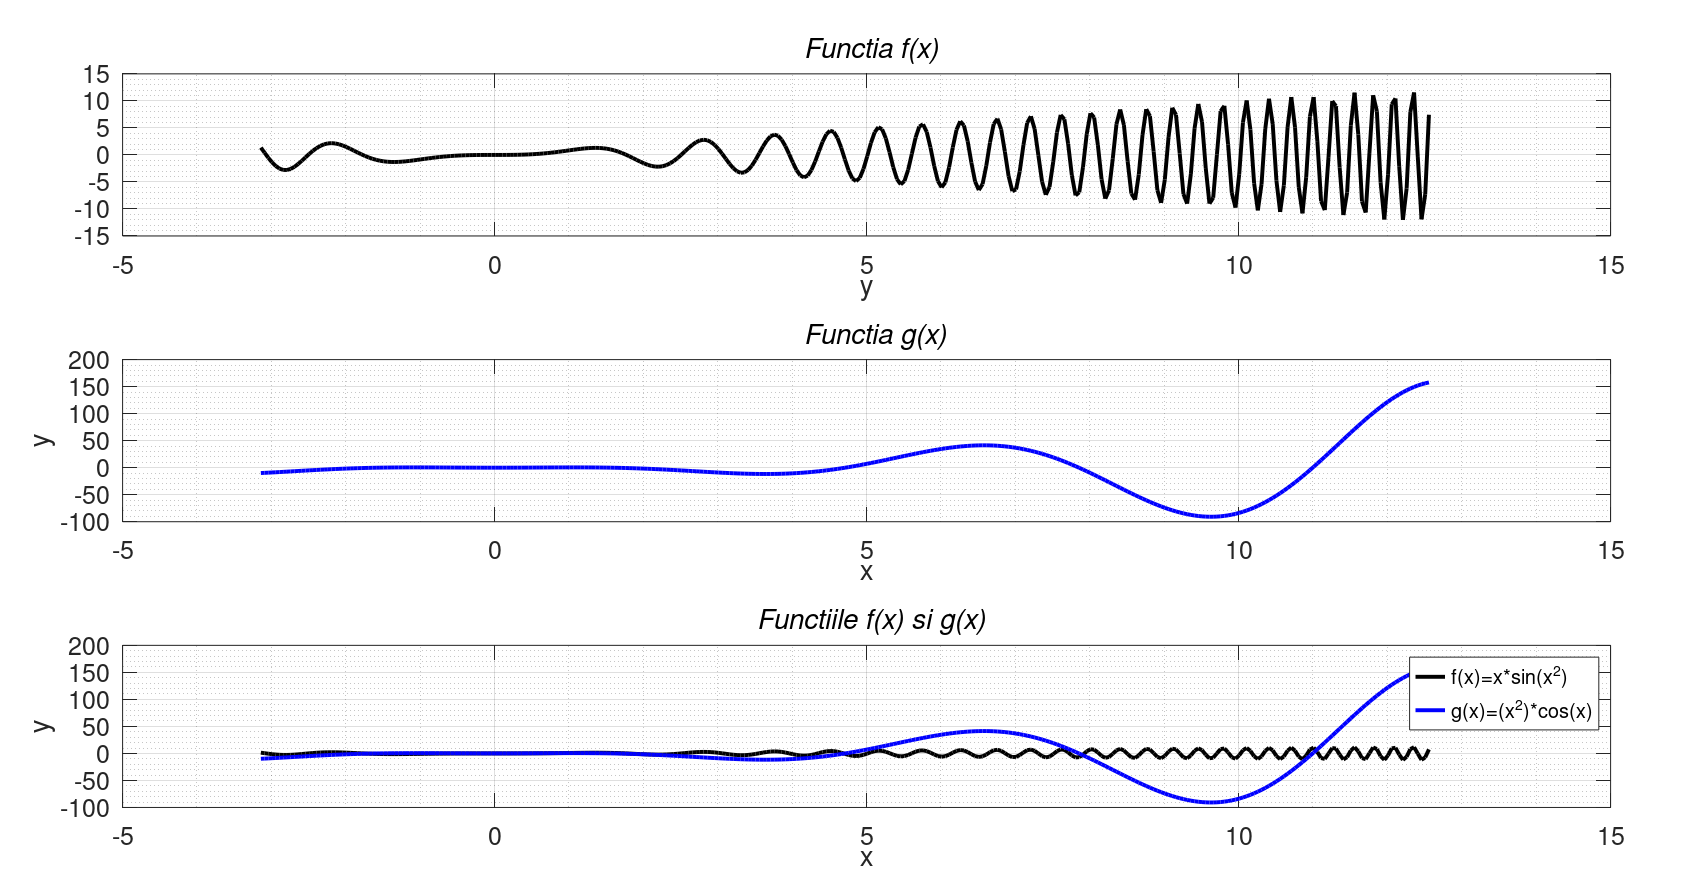 Functia f(x)
15
10
5
0
-5
-10
-15
-5 0 5 10 15
y
Functia g(x)
200
150
100
50
0
-50
-100
y
-5 0 5 10 15
x
Functiile f(x) si g(x)
200
150
100
50
0
-50
-100
y
f(x)=x*sin(x²)
g(x)=(x²)*cos(x)
-5 0 5 10 15
x